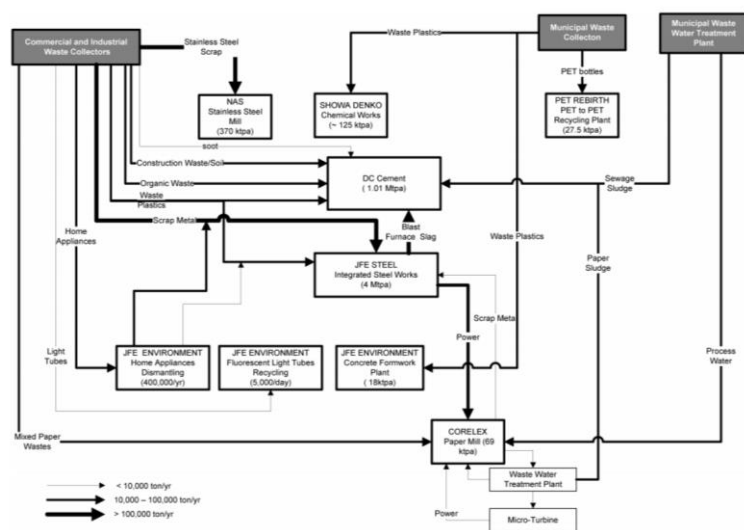 Commercial and Industrial
Waste Collectors
Stainless Steel
Scrap
Waste Plastics
Municipal Waste
Collecton
Municipal Waste
Water Treatment
Plant
PET bottles
NAS
Stainless Steel
Mill
(370 ktpa)
SHOWA DENKO
Chemical Works
(~ 125 ktpa)
PET REBIRTH
PET to PET
Recycling Plant
(27.5 ktpa)
soot
Construction Waste/Soil
DC Cement
( 1.01 Mtpa)
Organic Waste
Sewage
Sludge
Waste
Plastics
Scrap Metal
Home
Appliances
Blast
Furnace Slag
Waste Plastics
Paper
Sludge
JFE STEEL
Integrated Steel Works
(4 Mtpa)
Scrap Metal
Power
Light
Tubes
JFE ENVIRONMENT
Home Appliances
Dismantling
(400,000/yr)
JFE ENVIRONMENT
Fluorescent Light Tubes
Recycling
(5,000/day)
JFE ENVIRONMENT
Concrete Formwork
Plant
( 18ktpa)
Process
Water
Mixed Paper
Wastes
CORELEX
Paper Mill (69
ktpa)
Waste Water
Treatment Plant
Power
Micro-Turbine
< 10,000 ton/yr
10,000 – 100,000 ton/yr
> 100,000 ton/yr